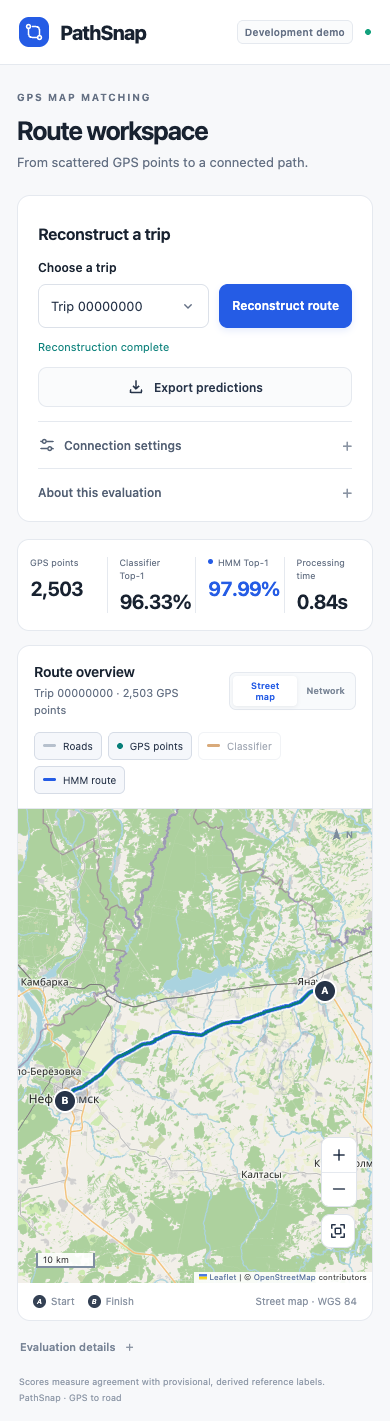 PathSnap
Development demo
GPS MAP MATCHING
Route workspace
From scattered GPS points to a connected path.
Reconstruct a trip
Choose a trip
Trip 00000000
Reconstruct route
Reconstruction complete
Export predictions
Connection settings +
About this evaluation +
GPS points
2,503
Classifier
Top-1
96.33%
HMM Top-1
97.99%
Processing
time
0.84s
Route overview
Trip 00000000 · 2,503 GPS
points
Street
map
Network
Roads
GPS points
Classifier
HMM route
N
Камбарка
A
B
Калтасы
+
−
10 km
Leaflet | © OpenStreetMap contributors
A Start
B Finish
Street map · WGS 84
Evaluation details +
Scores measure agreement with provisional, derived reference labels.
PathSnap · GPS to road